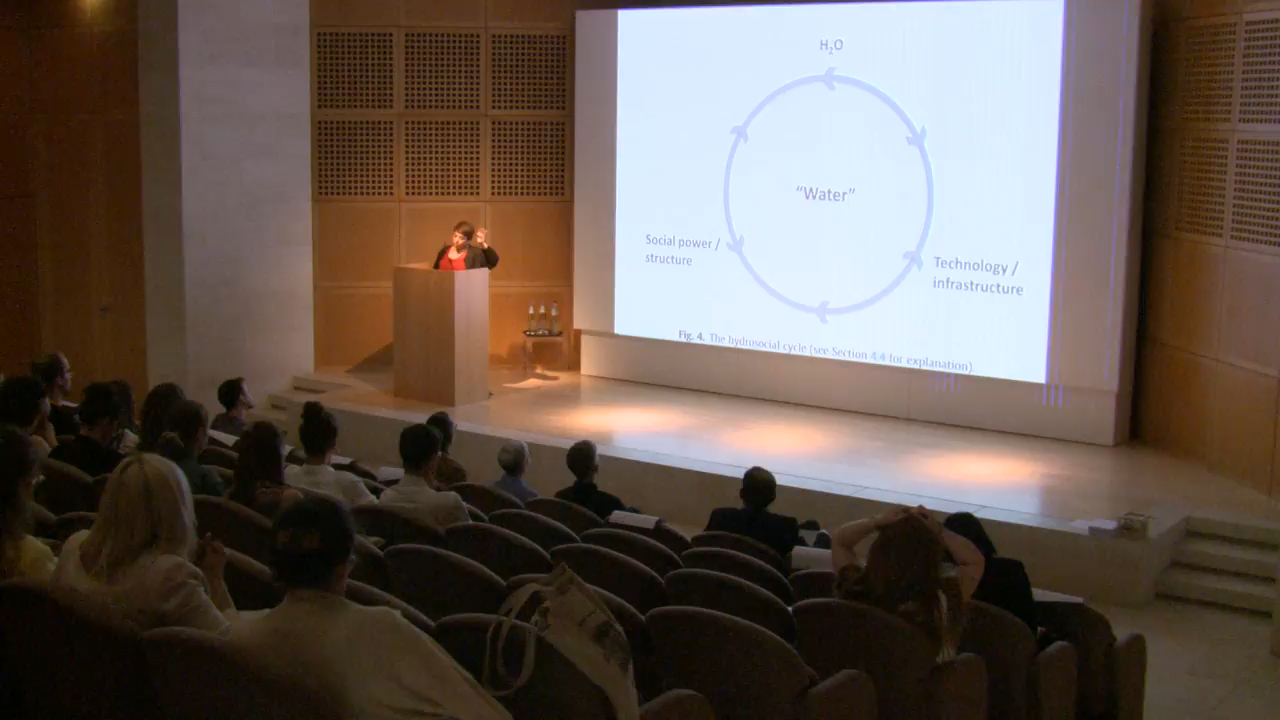 H₂O
“Water”
Social power /
structure
Technology /
infrastructure
Fig. 4. The hydrosocial cycle (see Section 4.4 for explanation)